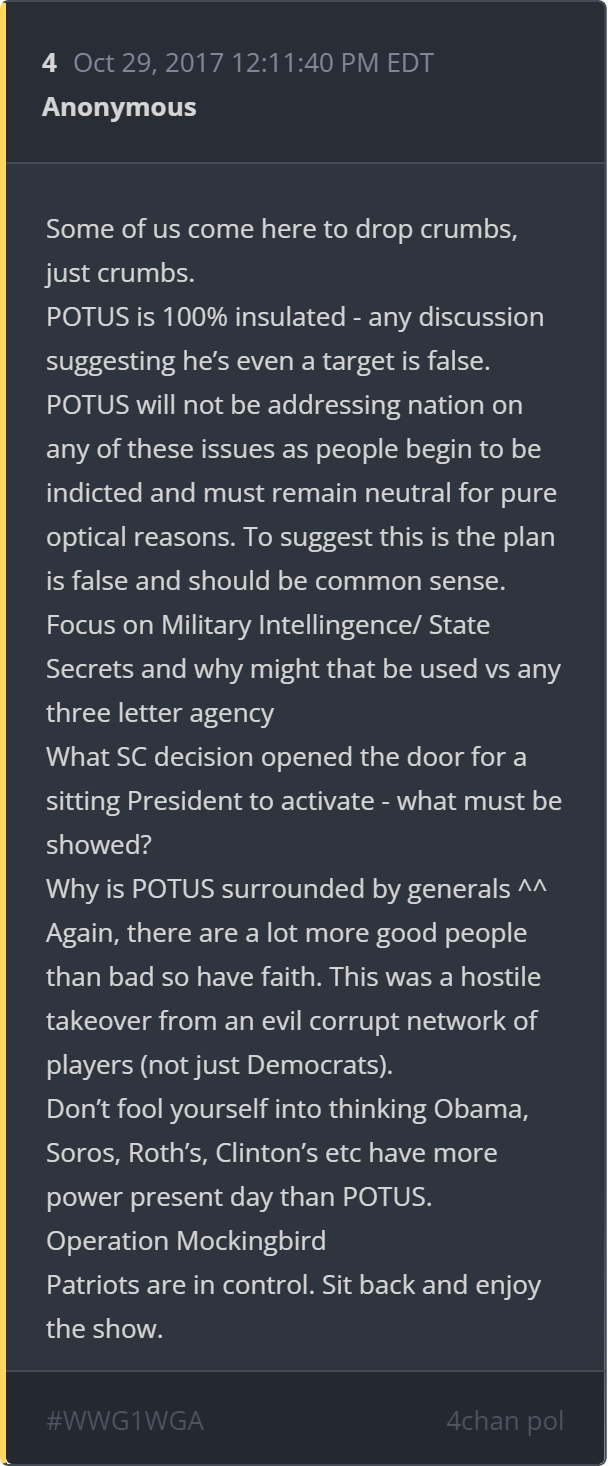 4 Oct 29, 2017 12:11:40 PM EDT
Anonymous
Some of us come here to drop crumbs,
just crumbs.
POTUS is 100% insulated - any discussion
suggesting he’s even a target is false.
POTUS will not be addressing nation on
any of these issues as people begin to be
indicted and must remain neutral for pure
optical reasons. To suggest this is the plan
is false and should be common sense.
Focus on Military Intellingence/ State
Secrets and why might that be used vs any
three letter agency
What SC decision opened the door for a
sitting President to activate - what must be
showed?
Why is POTUS surrounded by generals ^^
Again, there are a lot more good people
than bad so have faith. This was a hostile
takeover from an evil corrupt network of
players (not just Democrats).
Don’t fool yourself into thinking Obama,
Soros, Roth’s, Clinton’s etc have more
power present day than POTUS.
Operation Mockingbird
Patriots are in control. Sit back and enjoy
the show.
#WWG1WGA 4chan pol